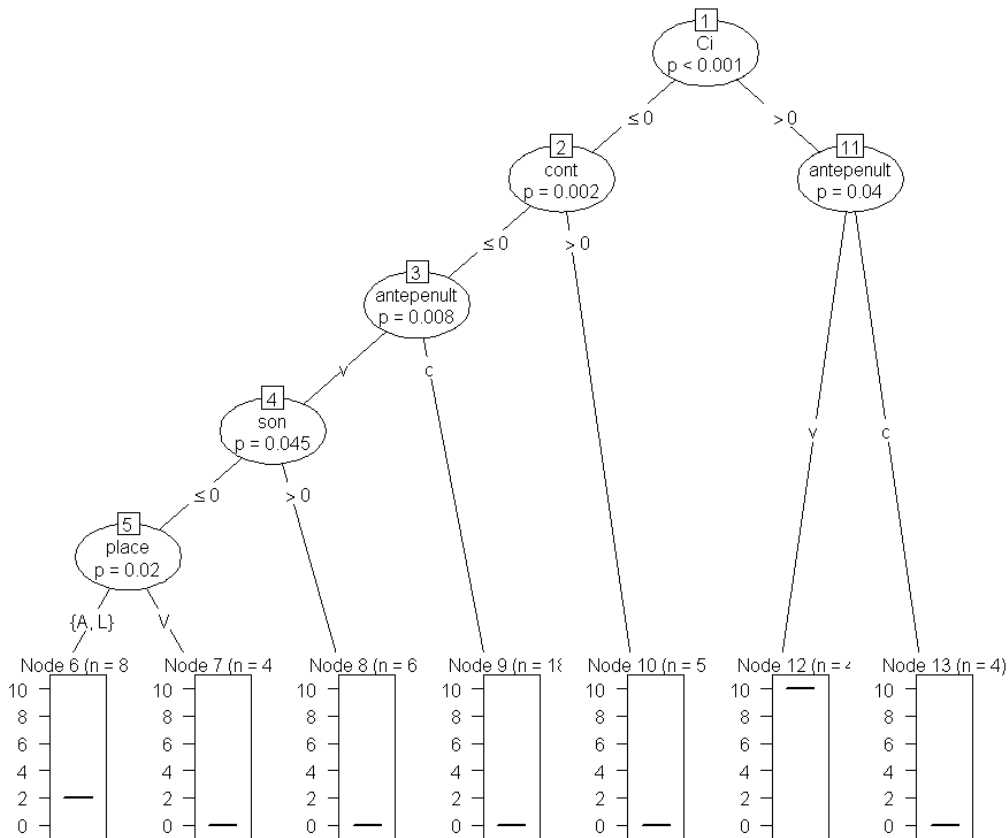 1
Ci
p < 0.001
≤ 0
> 0
2
cont
p = 0.002
11
antepenult
p = 0.04
≤ 0
> 0
3
antepenult
p = 0.008
v
c
4
son
p = 0.045
v
c
≤ 0
> 0
5
place
p = 0.02
{A, L}
V
Node 6 (n = 8
Node 7 (n = 4
Node 8 (n = 6
Node 9 (n = 18
Node 10 (n = 5
Node 12 (n = 4
Node 13 (n = 4)
10 10 10 10 10 10 10
8 8 8 8 8 8 8
6 6 6 6 6 6 6
4 4 4 4 4 4 4
2 2 2 2 2 2 2
0 0 0 0 0 0 0